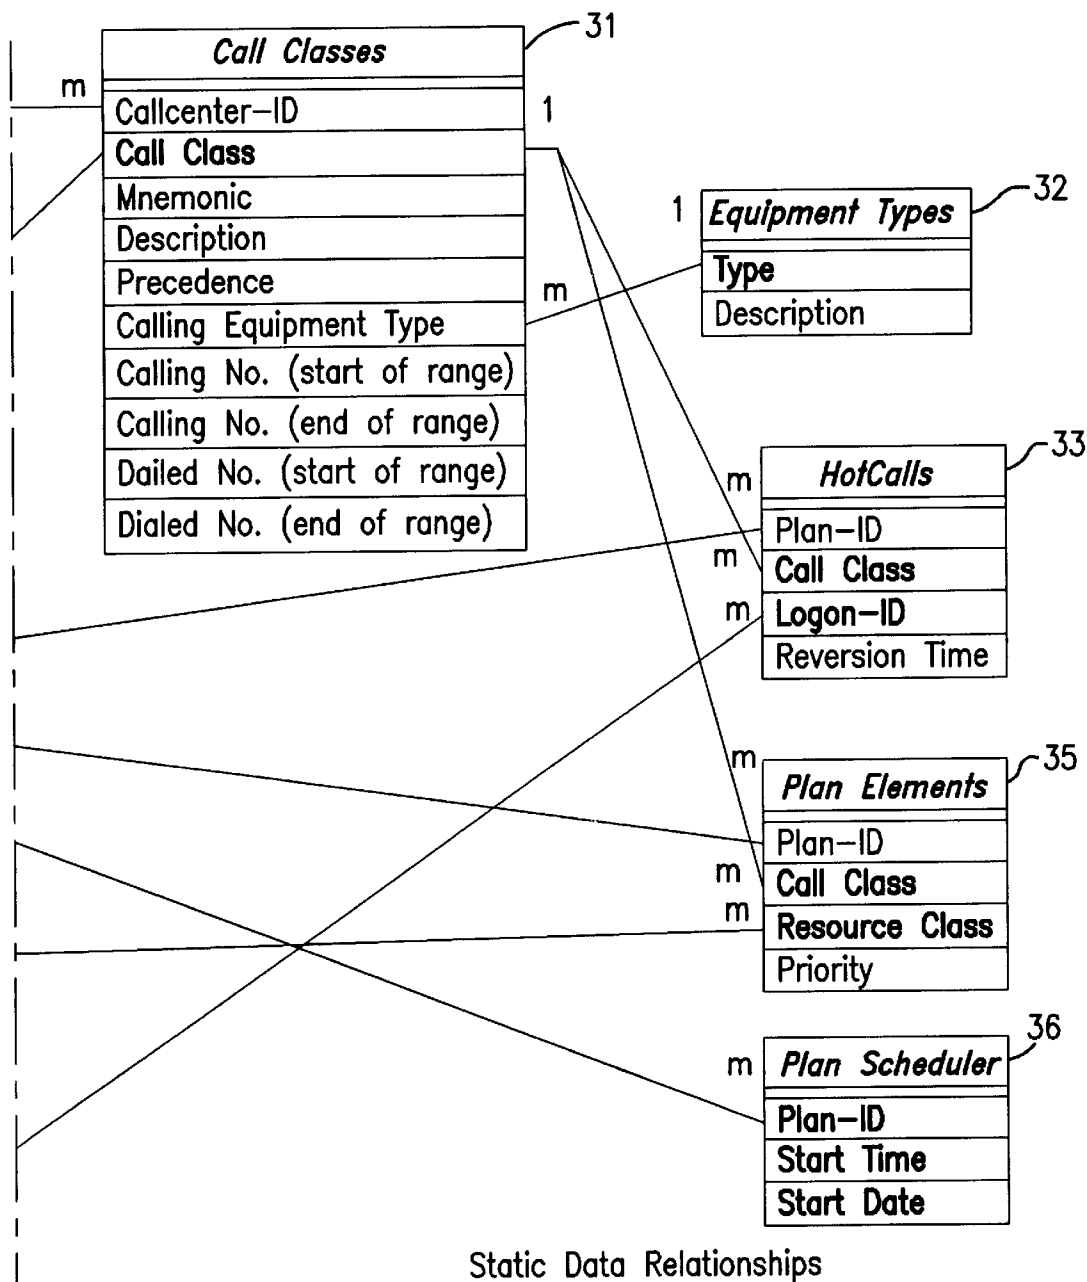 31
Call Classes
m
Callcenter-ID
1
Call Class
Mnemonic
Description
Precedence
Calling Equipment Type
m
Calling No. (start of range)
Calling No. (end of range)
Dailed No. (start of range)
Dialed No. (end of range)
32
1
Equipment Types
Type
Description
33
m
HotCalls
Plan-ID
m
Call Class
m
Logon-ID
Reversion Time
35
m
Plan Elements
Plan-ID
m
Call Class
m
Resource Class
Priority
36
m
Plan Scheduler
Plan-ID
Start Time
Start Date
Static Data Relationships